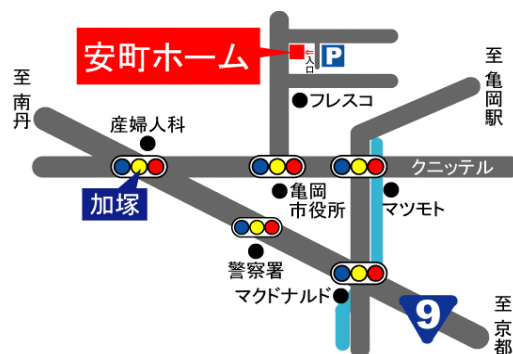 安町ホーム
⇐
入口
P
至 亀岡駅
至 南丹
フレスコ
産婦人科
クニッテル
加塚
亀岡
市役所
マツモト
警察署
マクドナルド
9
至 京都